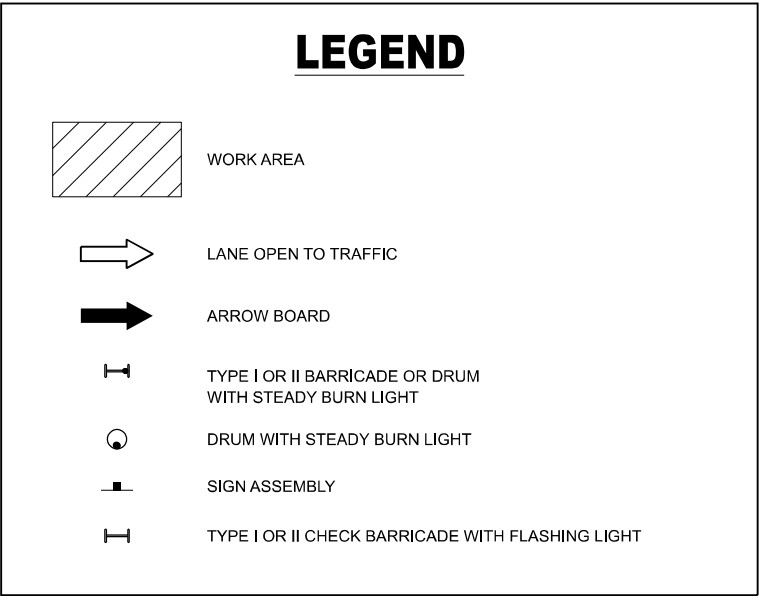 LEGEND
WORK AREA
LANE OPEN TO TRAFFIC
ARROW BOARD
TYPE I OR II BARRICADE OR DRUM
WITH STEADY BURN LIGHT
DRUM WITH STEADY BURN LIGHT
SIGN ASSEMBLY
TYPE I OR II CHECK BARRICADE WITH FLASHING LIGHT